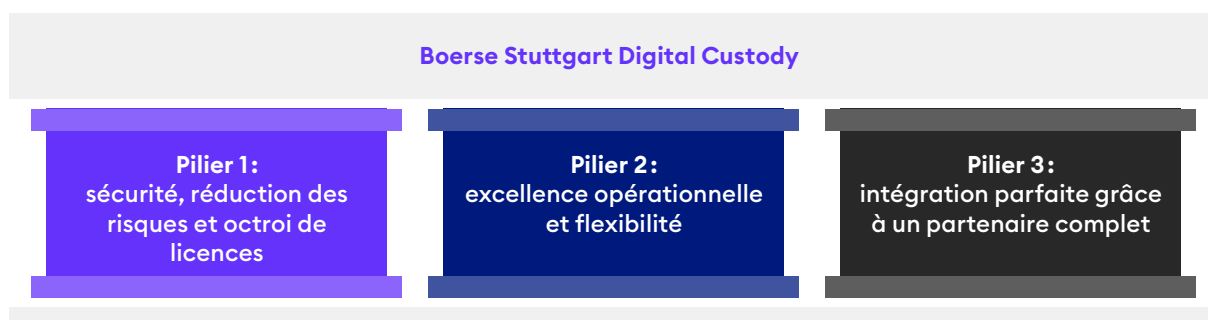 Boerse Stuttgart Digital Custody
Pilier 1 :
sécurité, réduction des
risques et octroi de
licences
Pilier 2 :
excellence opérationnelle
et flexibilité
Pilier 3 :
intégration parfaite grâce
à un partenaire complet